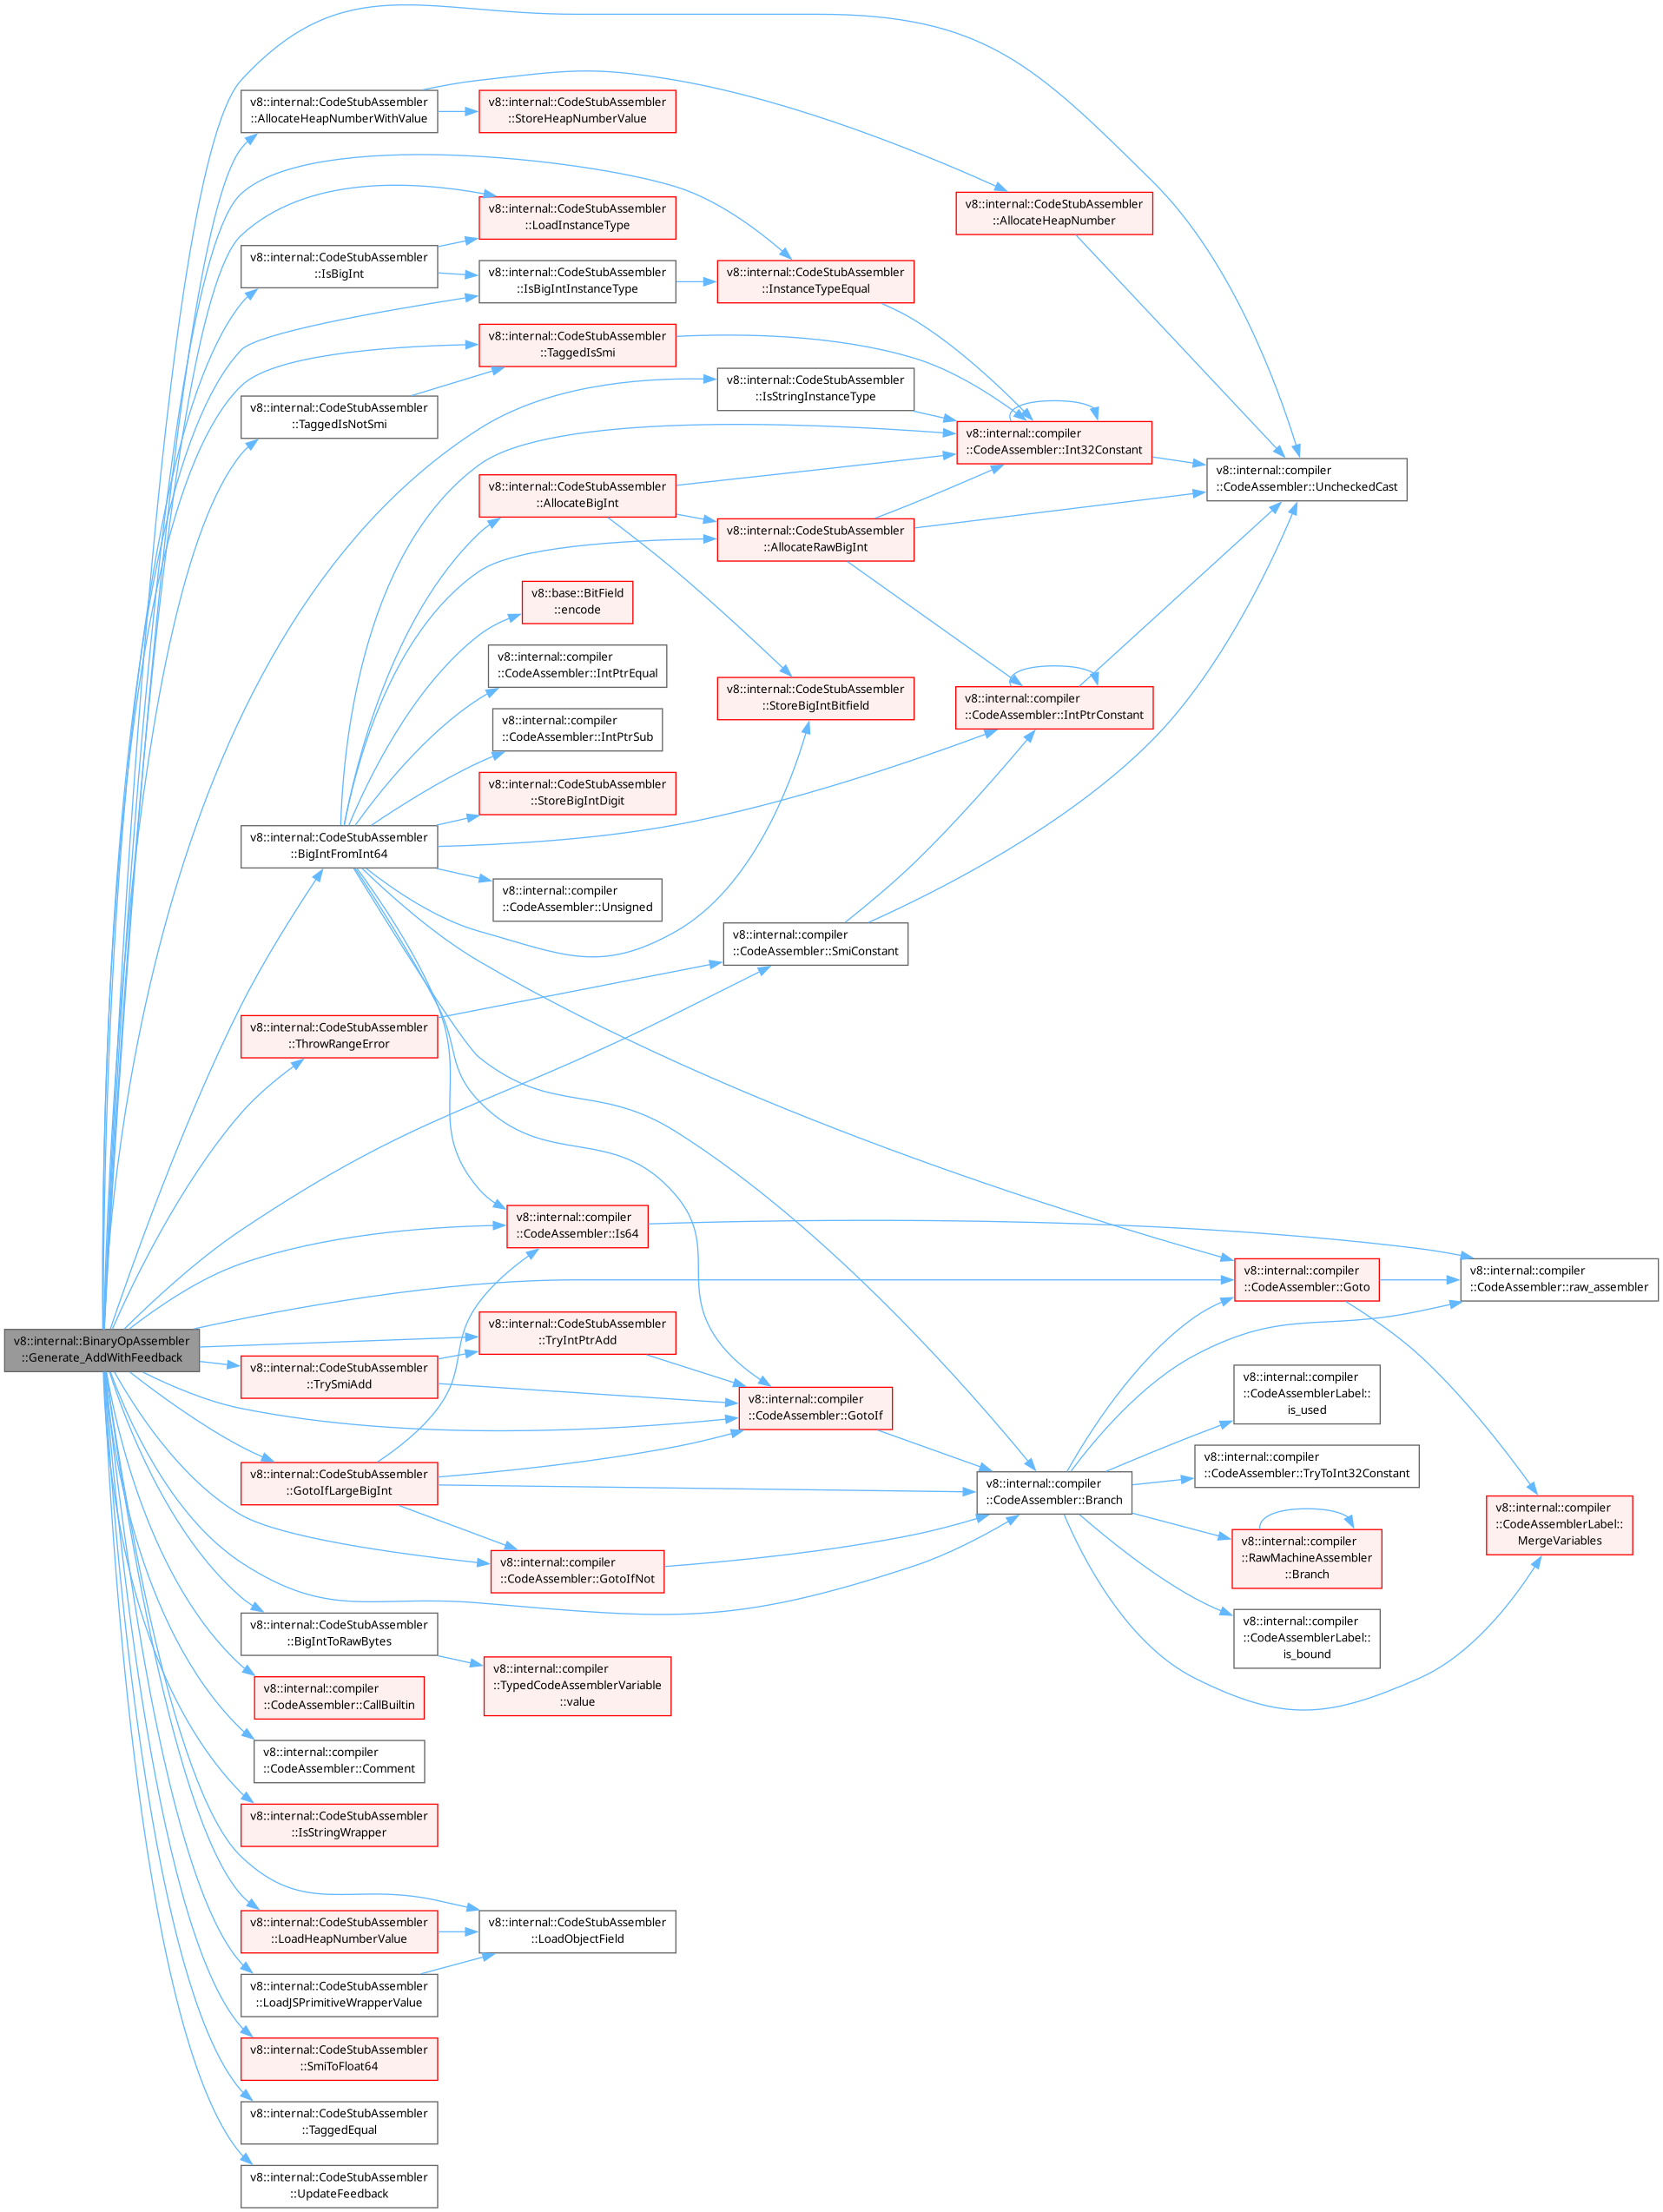 v8::internal::CodeStubAssembler
::AllocateHeapNumberWithValue
v8::internal::CodeStubAssembler
::StoreHeapNumberValue
v8::internal::CodeStubAssembler
::AllocateHeapNumber
v8::internal::CodeStubAssembler
::LoadInstanceType
v8::internal::CodeStubAssembler
::IsBigInt
v8::internal::CodeStubAssembler
::IsBigIntInstanceType
v8::internal::CodeStubAssembler
::InstanceTypeEqual
v8::internal::CodeStubAssembler
::TaggedIsSmi
v8::internal::CodeStubAssembler
::IsStringInstanceType
v8::internal::CodeStubAssembler
::TaggedIsNotSmi
v8::internal::compiler
::CodeAssembler::Int32Constant
v8::internal::compiler
::CodeAssembler::UncheckedCast
v8::internal::CodeStubAssembler
::AllocateBigInt
v8::internal::CodeStubAssembler
::AllocateRawBigInt
v8::base::BitField
::encode
v8::internal::compiler
::CodeAssembler::IntPtrEqual
v8::internal::CodeStubAssembler
::StoreBigIntBitfield
v8::internal::compiler
::CodeAssembler::IntPtrConstant
v8::internal::compiler
::CodeAssembler::IntPtrSub
v8::internal::CodeStubAssembler
::StoreBigIntDigit
v8::internal::CodeStubAssembler
::BigIntFromInt64
v8::internal::compiler
::CodeAssembler::Unsigned
v8::internal::compiler
::CodeAssembler::SmiConstant
v8::internal::CodeStubAssembler
::ThrowRangeError
v8::internal::compiler
::CodeAssembler::Is64
v8::internal::compiler
::CodeAssembler::Goto
v8::internal::compiler
::CodeAssembler::raw_assembler
v8::internal::BinaryOpAssembler
::Generate_AddWithFeedback
v8::internal::CodeStubAssembler
::TryIntPtrAdd
v8::internal::CodeStubAssembler
::TrySmiAdd
v8::internal::compiler
::CodeAssembler::GotoIf
v8::internal::compiler
::CodeAssemblerLabel::
is_used
v8::internal::compiler
::CodeAssembler::TryToInt32Constant
v8::internal::CodeStubAssembler
::GotoIfLargeBigInt
v8::internal::compiler
::CodeAssembler::Branch
v8::internal::compiler
::CodeAssemblerLabel::
MergeVariables
v8::internal::compiler
::RawMachineAssembler
::Branch
v8::internal::compiler
::CodeAssembler::GotoIfNot
v8::internal::compiler
::CodeAssemblerLabel::
is_bound
v8::internal::CodeStubAssembler
::BigIntToRawBytes
v8::internal::compiler
::TypedCodeAssemblerVariable
::value
v8::internal::compiler
::CodeAssembler::CallBuiltin
v8::internal::compiler
::CodeAssembler::Comment
v8::internal::CodeStubAssembler
::IsStringWrapper
v8::internal::CodeStubAssembler
::LoadHeapNumberValue
v8::internal::CodeStubAssembler
::LoadObjectField
v8::internal::CodeStubAssembler
::LoadJSPrimitiveWrapperValue
v8::internal::CodeStubAssembler
::SmiToFloat64
v8::internal::CodeStubAssembler
::TaggedEqual
v8::internal::CodeStubAssembler
::UpdateFeedback